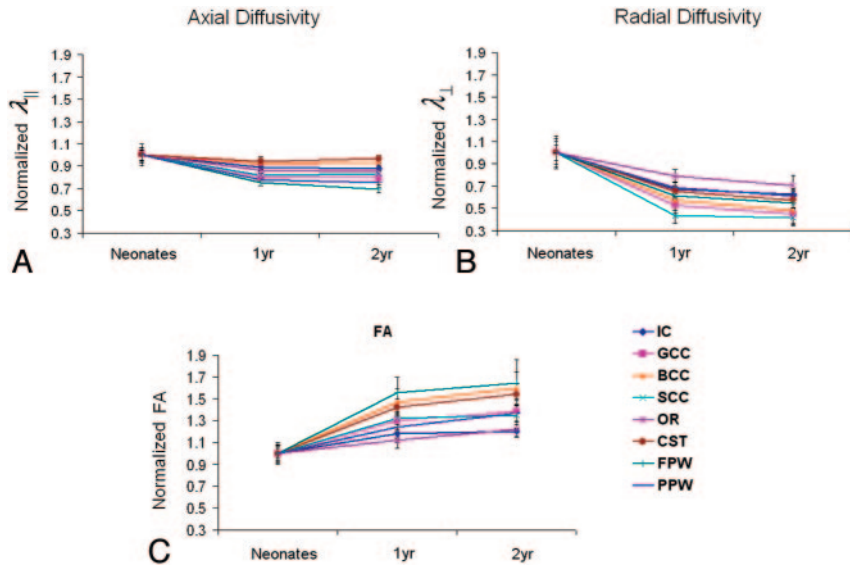 Axial Diffusivity
Normalized λ||
1.9
1.7
1.5
1.3
1.1
0.9
0.7
0.5
0.3
Neonates 1yr 2yr
A
Radial Diffusivity
Normalized λ⊥
1.9
1.7
1.5
1.3
1.1
0.9
0.7
0.5
0.3
Neonates 1yr 2yr
B
FA
Normalized FA
1.9
1.7
1.5
1.3
1.1
0.9
0.7
0.5
0.3
Neonates 1yr 2yr
C
IC
GCC
BCC
SCC
OR
CST
FPW
PPW